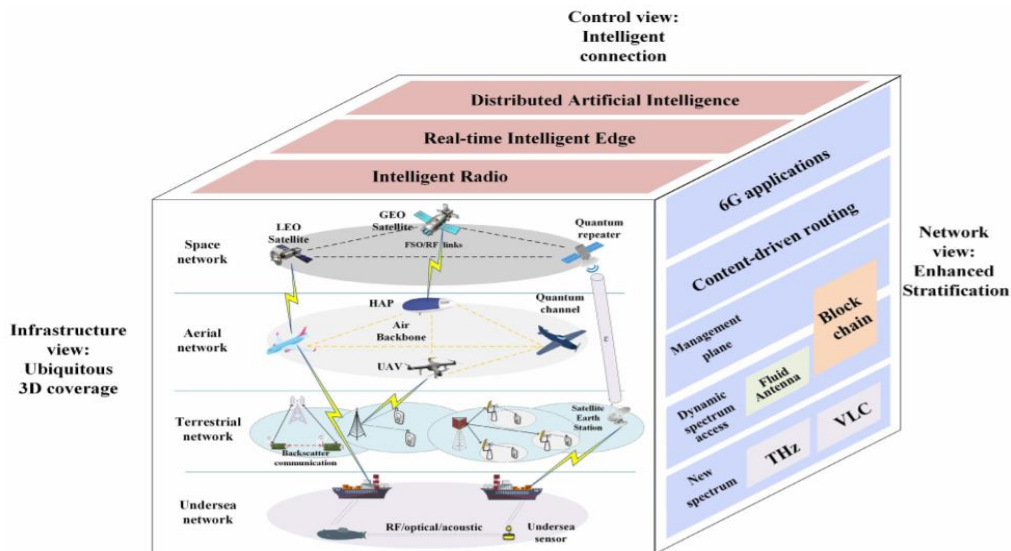 Control view:
Intelligent
connection
Distributed Artificial Intelligence
Real-time Intelligent Edge
Intelligent Radio
Infrastructure
view:
Ubiquitous
3D coverage
Space
network
LEO
Satellite
GEO
Satellite
FSO/RF links
Quantum
repeater
Aerial
network
HAP
Air
Backbone
UAV
Quantum
channel
ε
Terrestrial
network
Backscatter
communication
Satellite
Earth
Station
Undersea
network
RF/optical/acoustic
Undersea
sensor
6G applications
Content-driven routing
Management
plane
Block
chain
Dynamic
spectrum
access
Fluid
Antenna
New
spectrum
THz
VLC
Network
view:
Enhanced
Stratification